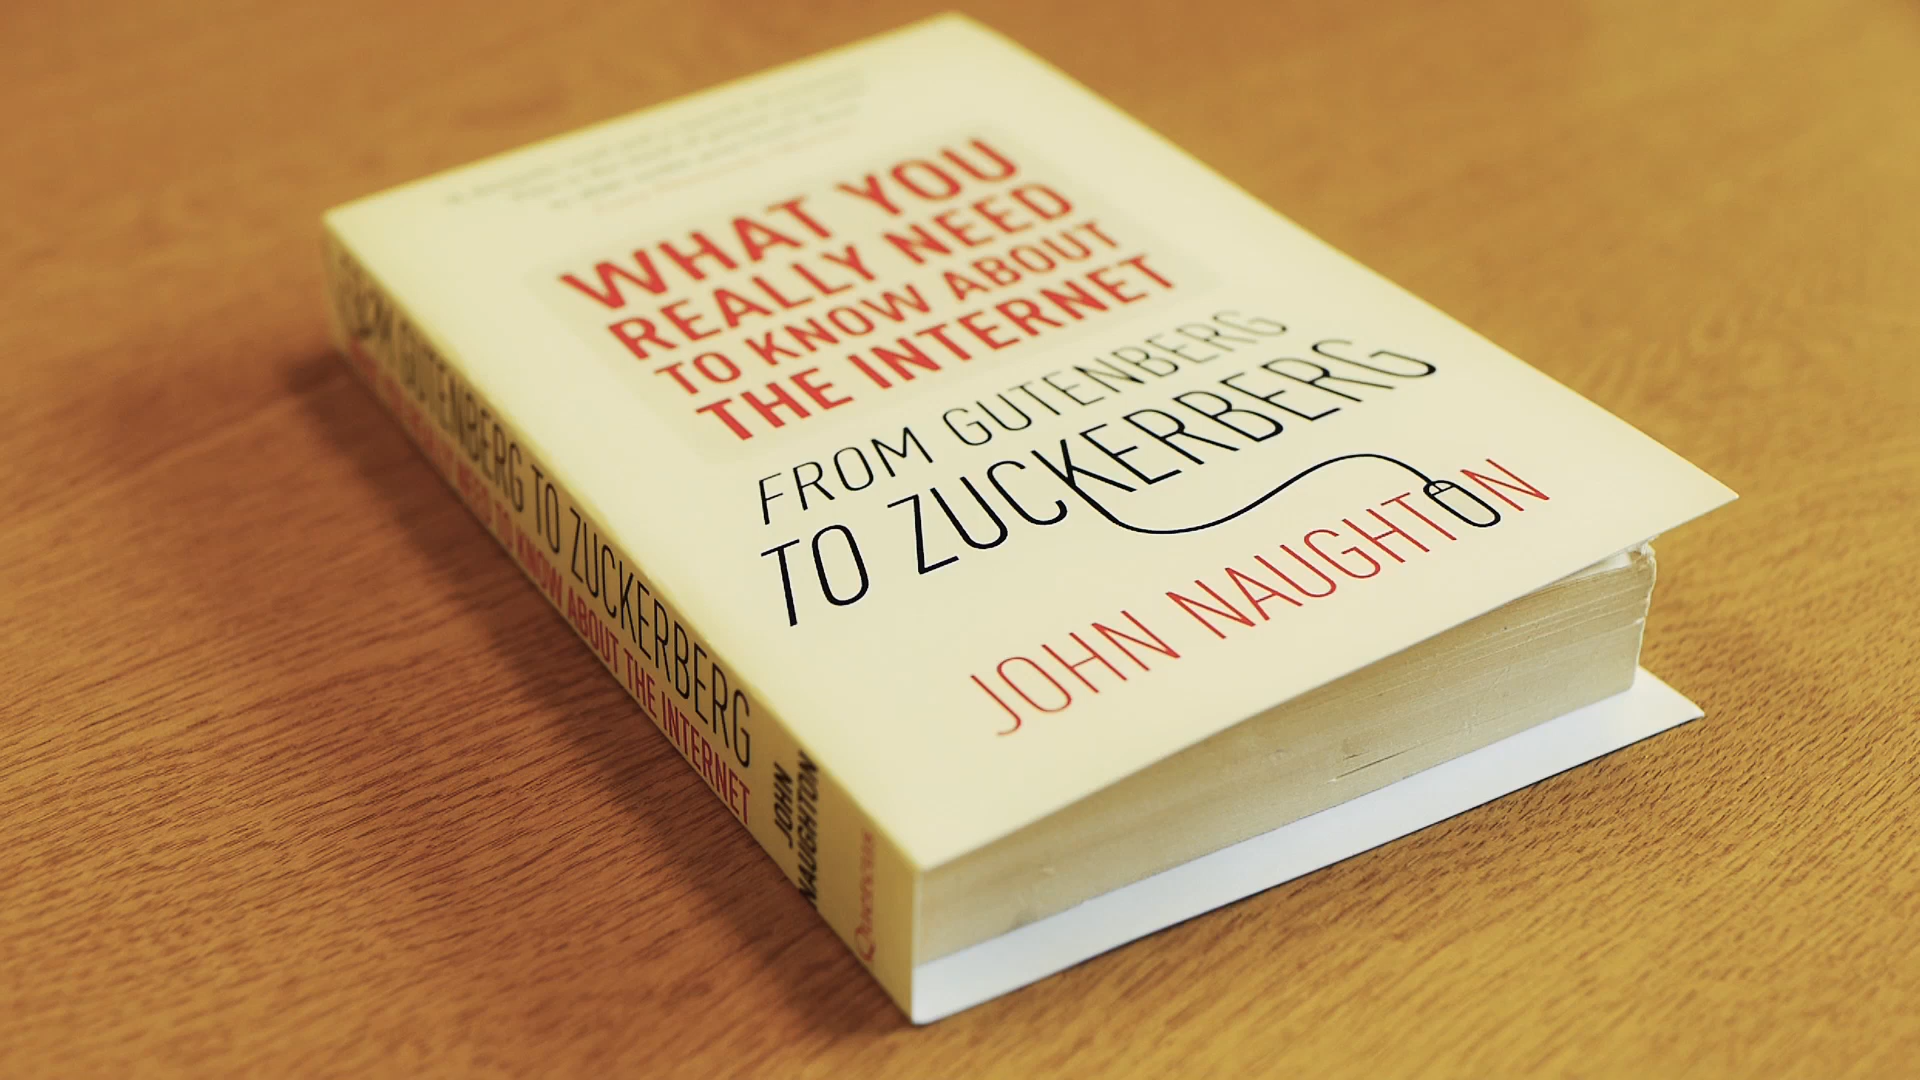 WHAT YOU
REALLY NEED
TO KNOW ABOUT
THE INTERNET
FROM GUTENBERG
TO ZUCKERBERG
JOHN NAUGHTON
FROM GUTENBERG TO ZUCKERBERG
WHAT YOU REALLY NEED TO KNOW ABOUT THE INTERNET
JOHN
NAUGHTON
Quercus